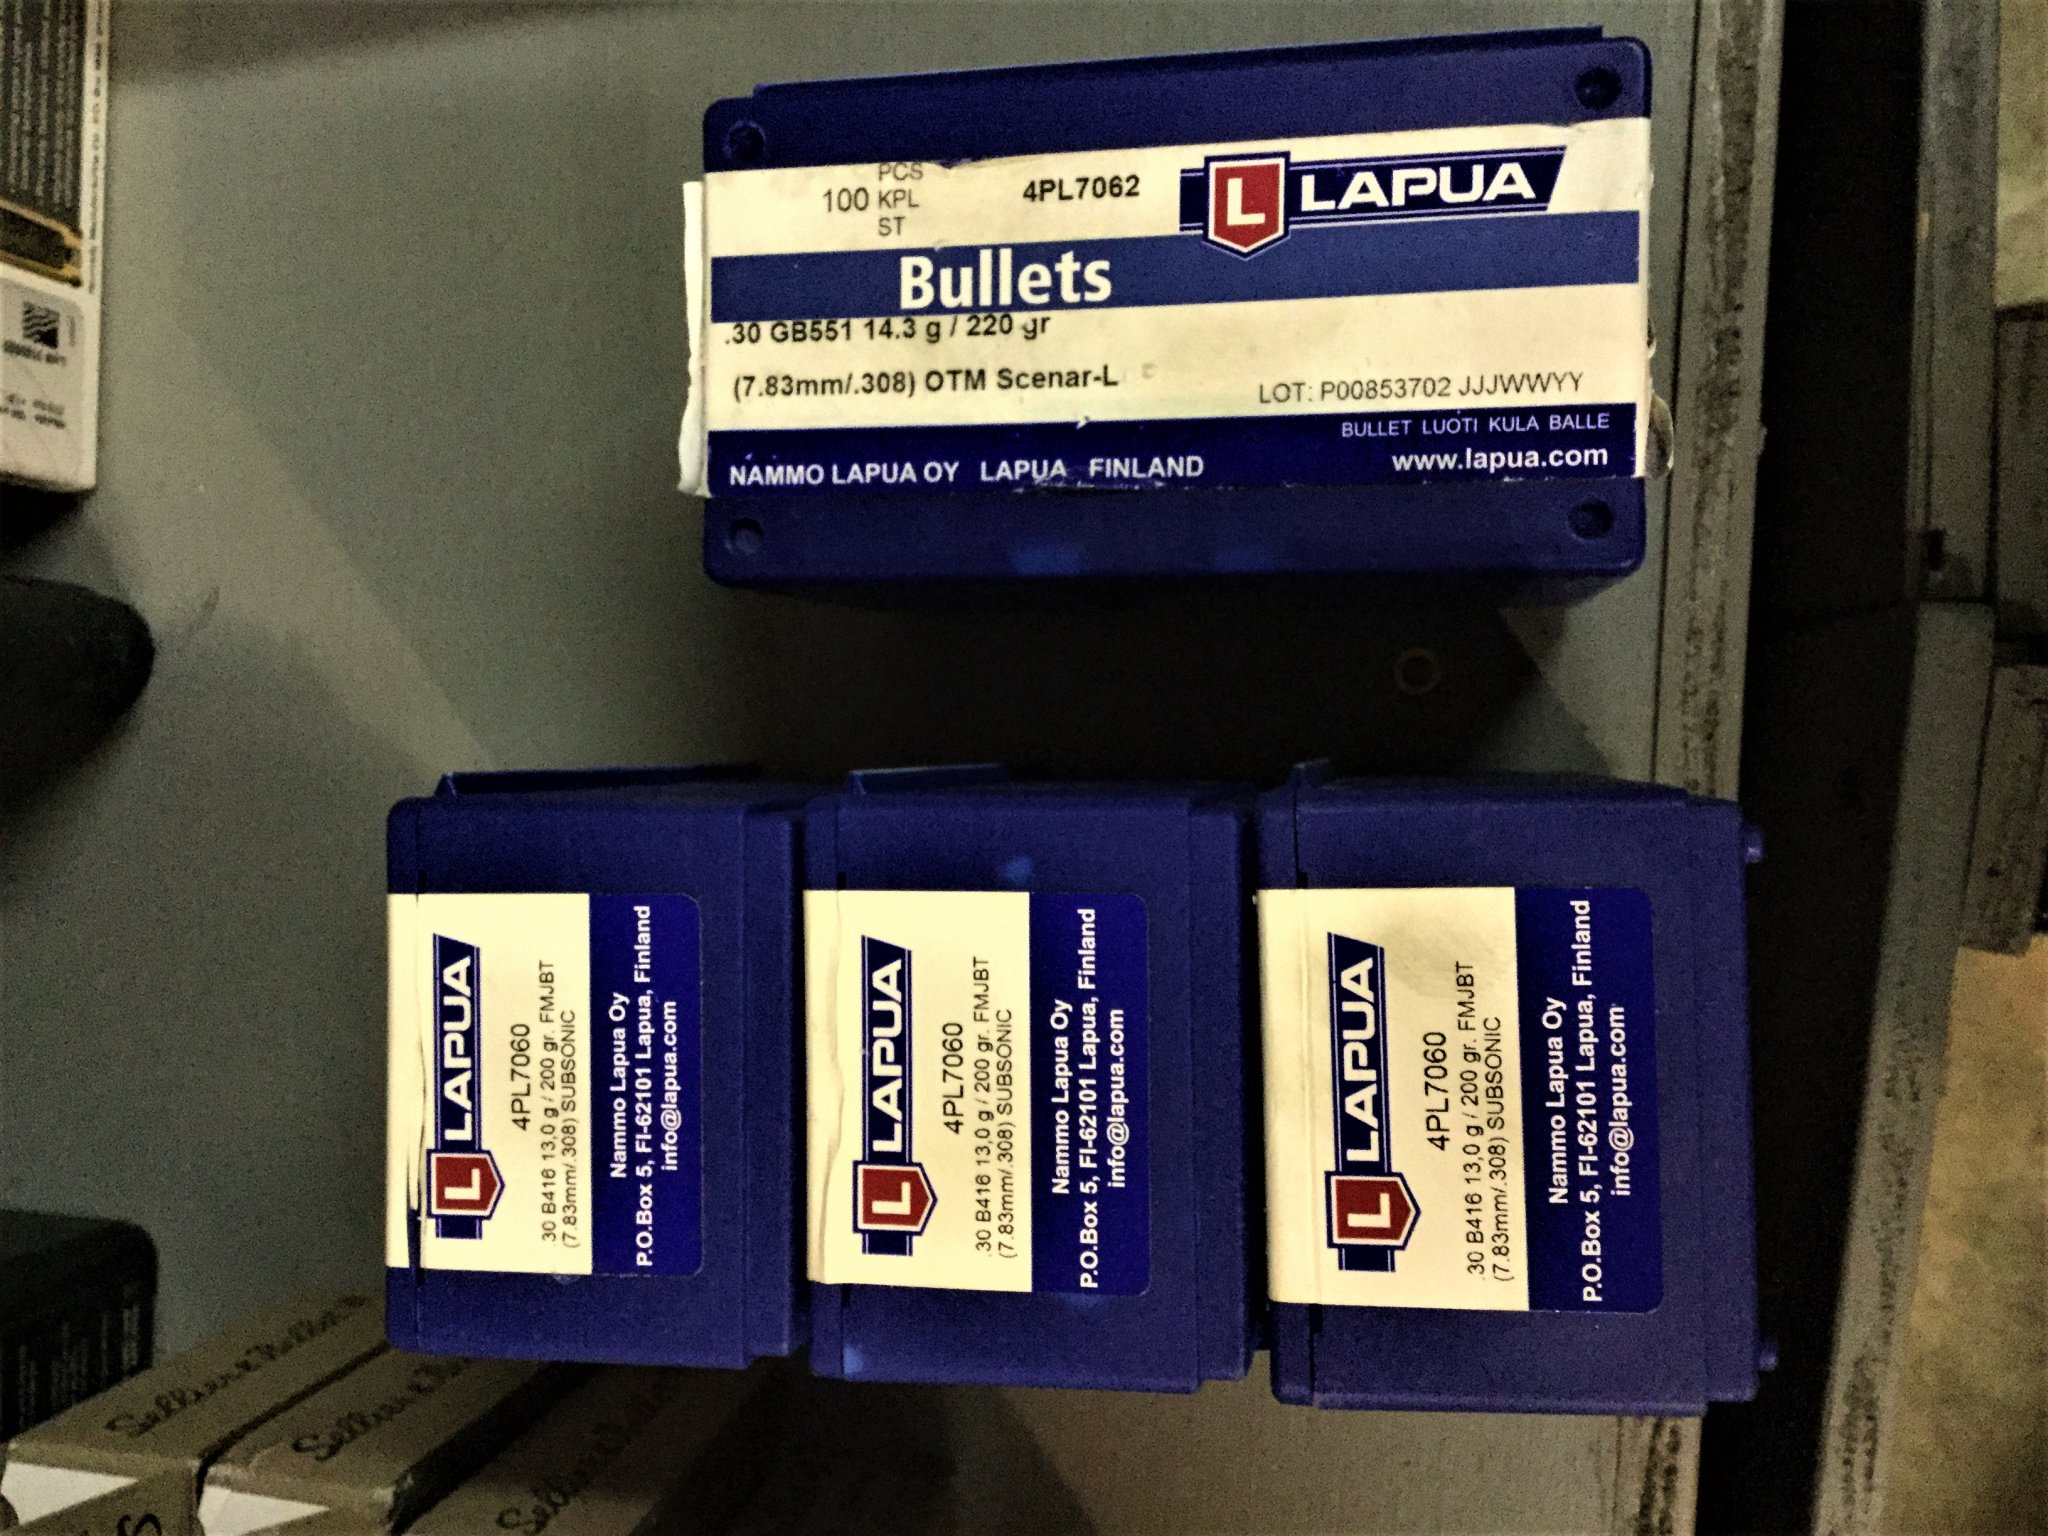 100 PCS
KPL
ST
4PL7062
L LAPUA
Bullets
.30 GB551 14.3 g / 220 gr
(7.83mm/.308) OTM Scenar-L
LOT: P00853702 JJJWWYY
BULLET LUOTI KULA BALLE
NAMMO LAPUA OY LAPUA FINLAND
www.lapua.com
L LAPUA
4PL7060
.30 B416 13,0 g / 200 gr. FMJBT
(7.83mm/.308) SUBSONIC
Nammo Lapua Oy
P.O.Box 5, FI-62101 Lapua, Finland
info@lapua.com
L LAPUA
4PL7060
.30 B416 13,0 g / 200 gr. FMJBT
(7.83mm/.308) SUBSONIC
Nammo Lapua Oy
P.O.Box 5, FI-62101 Lapua, Finland
info@lapua.com
L LAPUA
4PL7060
.30 B416 13,0 g / 200 gr. FMJBT
(7.83mm/.308) SUBSONIC
Nammo Lapua Oy
P.O.Box 5, FI-62101 Lapua, Finland
info@lapua.com